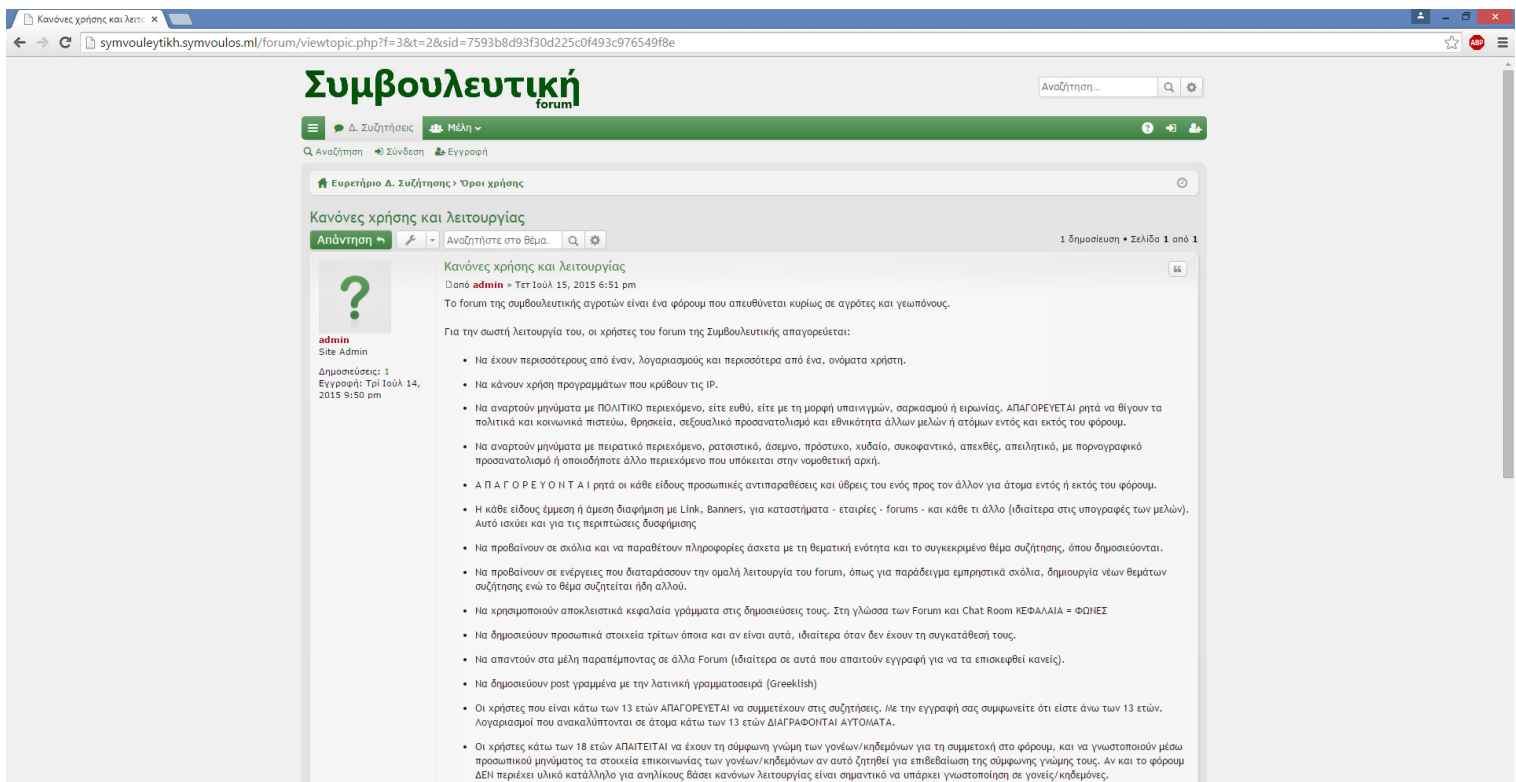 Κανόνες χρήσης και λειτο
symvouleytikh.symvoulos.ml/forum/viewtopic.php?f=3&t=2&sid=7593b8d93f30d225c0f493c976549f8e
ABP
Συμβουλευτική
forum
Αναζήτηση...
Δ. Συζητήσεις Μέλη
Αναζήτηση Σύνδεση Εγγραφή
Ευρετήριο Δ. Συζήτησης › Όροι χρήσης
Κανόνες χρήσης και λειτουργίας
Απάντηση Αναζητήστε στο θέμα.. 1 δημοσίευση • Σελίδα 1 από 1
Κανόνες χρήσης και λειτουργίας
από admin » Τετ Ιούλ 15, 2015 6:51 pm
Το forum της συμβουλευτικής αγροτών είναι ένα φόρουμ που απευθύνεται κυρίως σε αγρότες και γεωπόνους.
Για την σωστή λειτουργία του, οι χρήστες του forum της Συμβουλευτικής απαγορεύεται:
admin
Site Admin
Δημοσιεύσεις: 1
Εγγραφή: Τρί Ιούλ 14,
2015 9:50 pm
• Να έχουν περισσότερους από έναν, λογαριασμούς και περισσότερα από ένα, ονόματα χρήστη.
• Να κάνουν χρήση προγραμμάτων που κρύβουν τις IP.
• Να αναρτούν μηνύματα με ΠΟΛΙΤΙΚΟ περιεχόμενο, είτε ευθύ, είτε με τη μορφή υπαινιγμών, σαρκασμού ή ειρωνίας. ΑΠΑΓΟΡΕΥΕΤΑΙ ρητά να θίγουν τα
πολιτικά και κοινωνικά πιστεύω, θρησκεία, σεξουαλικό προσανατολισμό και εθνικότητα άλλων μελών ή ατόμων εντός και εκτός του φόρουμ.
• Να αναρτούν μηνύματα με πειρατικό περιεχόμενο, ρατσιστικό, άσεμνο, πρόστυχο, χυδαίο, συκοφαντικό, απεχθές, απειλητικό, με πορνογραφικό
προσανατολισμό ή οποιοδήποτε άλλο περιεχόμενο που υπόκειται στην νομοθετική αρχή.
• Α Π Α Γ Ο Ρ Ε Υ Ο Ν Τ Α Ι ρητά οι κάθε είδους προσωπικές αντιπαραθέσεις και ύβρεις του ενός προς τον άλλον για άτομα εντός ή εκτός του φόρουμ.
• Η κάθε είδους έμμεση ή άμεση διαφήμιση με Link, Banners, για καταστήματα - εταιρίες - forums - και κάθε τι άλλο (ιδιαίτερα στις υπογραφές των μελών).
Αυτό ισχύει και για τις περιπτώσεις δυσφήμισης
• Να προβαίνουν σε σχόλια και να παραθέτουν πληροφορίες άσχετα με τη θεματική ενότητα και το συγκεκριμένο θέμα συζήτησης, όπου δημοσιεύονται.
• Να προβαίνουν σε ενέργειες που διαταράσσουν την ομαλή λειτουργία του forum, όπως για παράδειγμα εμπρηστικά σχόλια, δημιουργία νέων θεμάτων
συζήτησης ενώ το θέμα συζητείται ήδη αλλού.
• Να χρησιμοποιούν αποκλειστικά κεφαλαία γράμματα στις δημοσιεύσεις τους. Στη γλώσσα των Forum και Chat Room ΚΕΦΑΛΑΙΑ = ΦΩΝΕΣ
• Να δημοσιεύουν προσωπικά στοιχεία τρίτων όποια και αν είναι αυτά, ιδιαίτερα όταν δεν έχουν τη συγκατάθεσή τους.
• Να απαντούν στα μέλη παραπέμποντας σε άλλα Forum (ιδιαίτερα σε αυτά που απαιτούν εγγραφή για να τα επισκεφθεί κανείς).
• Να δημοσιεύουν post γραμμένα με την λατινική γραμματοσειρά (Greeklish)
• Οι χρήστες που είναι κάτω των 13 ετών ΑΠΑΓΟΡΕΥΕΤΑΙ να συμμετέχουν στις συζητήσεις. Με την εγγραφή σας συμφωνείτε ότι είστε άνω των 13 ετών.
Λογαριασμοί που ανακαλύπτονται σε άτομα κάτω των 13 ετών ΔΙΑΓΡΑΦΟΝΤΑΙ ΑΥΤΟΜΑΤΑ.
• Οι χρήστες κάτω των 18 ετών ΑΠΑΙΤΕΙΤΑΙ να έχουν τη σύμφωνη γνώμη των γονέων/κηδεμόνων για τη συμμετοχή στο φόρουμ, και να γνωστοποιούν μέσω
προσωπικού μηνύματος τα στοιχεία επικοινωνίας των γονέων/κηδεμόνων αν αυτό ζητηθεί για επιβεβαίωση της σύμφωνης γνώμης τους. Αν και το φόρουμ
ΔΕΝ περιέχει υλικό κατάλληλο για ανηλίκους βάσει κανόνων λειτουργίας είναι σημαντικό να υπάρχει γνωστοποίηση σε γονείς/κηδεμόνες.